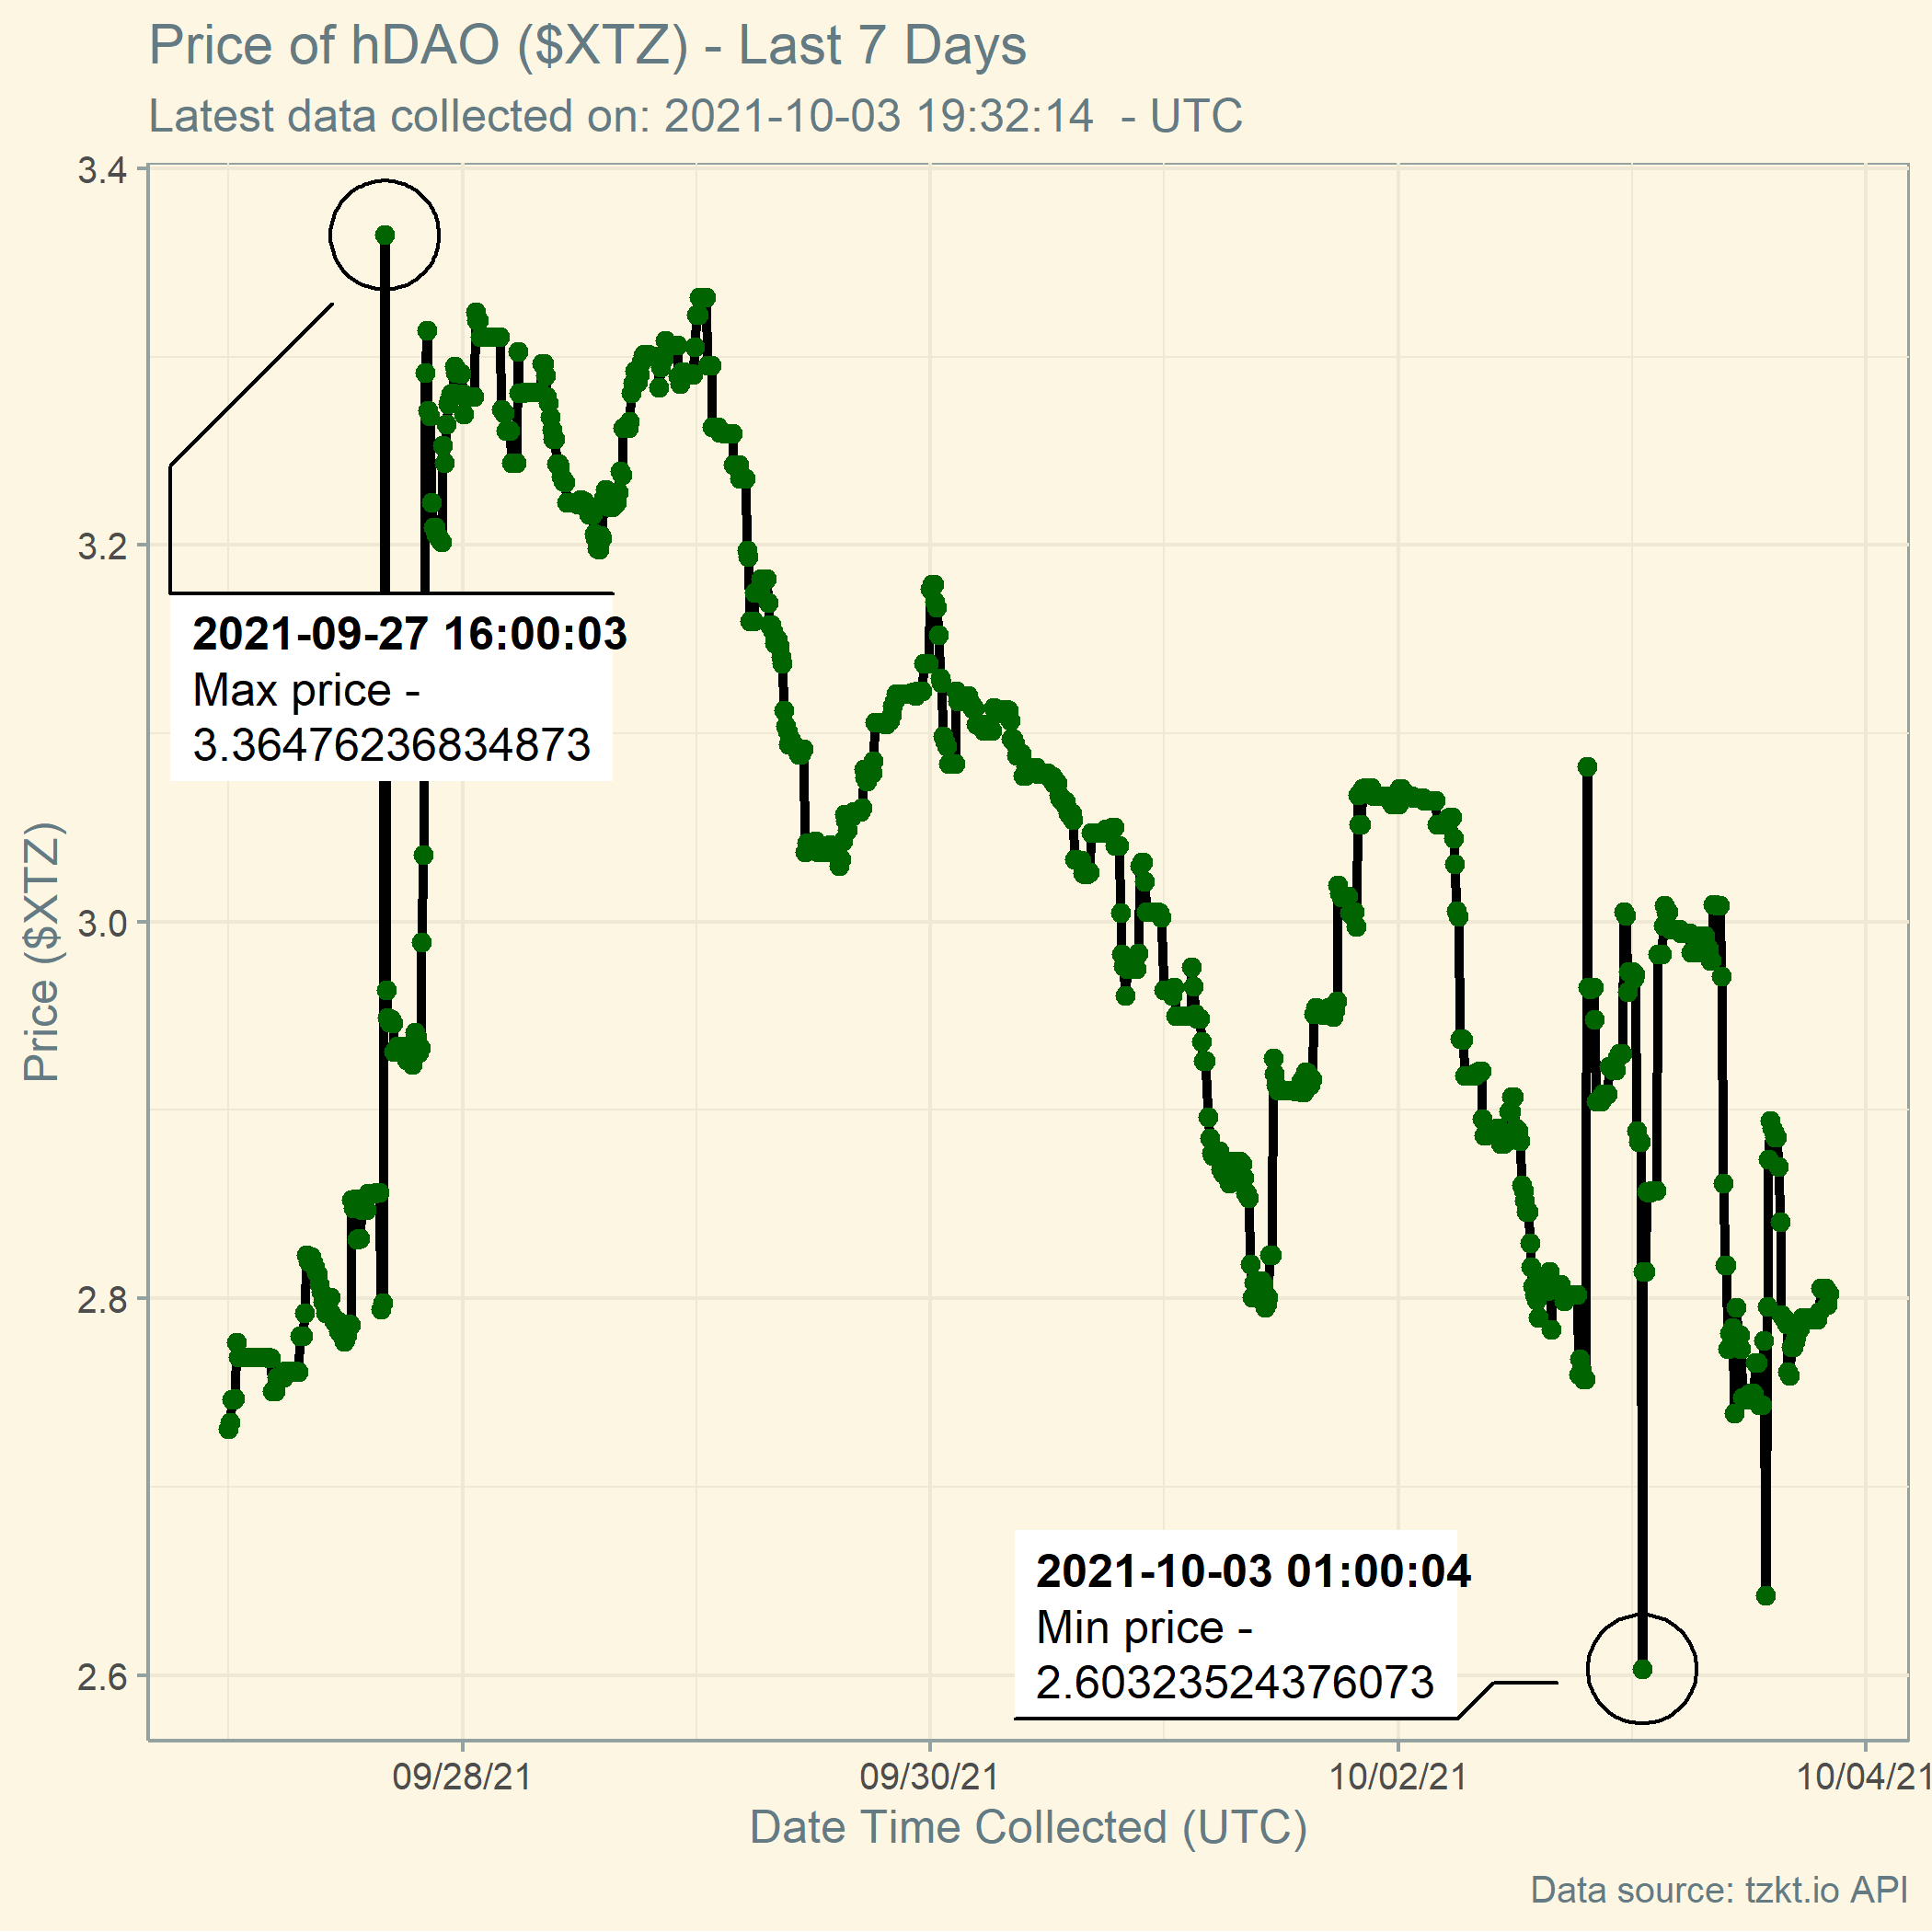 Price of hDAO ($XTZ) - Last 7 Days
Latest data collected on: 2021-10-03 19:32:14  - UTC
3.4
3.2
3.0
2.8
2.6
Price ($XTZ)
2021-09-27 16:00:03
Max price -
3.36476236834873
2021-10-03 01:00:04
Min price -
2.60323524376073
09/28/21
09/30/21
10/02/21
10/04/21
Date Time Collected (UTC)
Data source: tzkt.io API